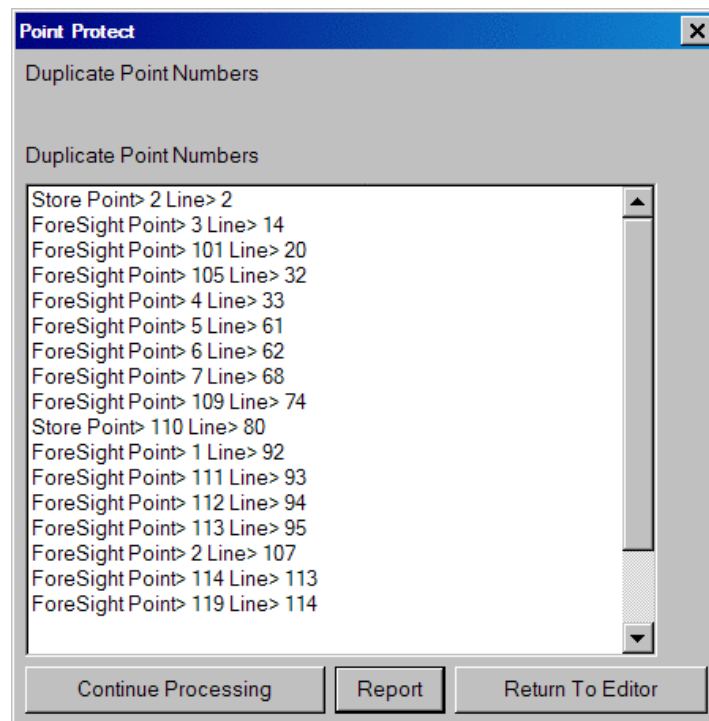 Point Protect
Duplicate Point Numbers
Duplicate Point Numbers
Store Point> 2 Line> 2
ForeSight Point> 3 Line> 14
ForeSight Point> 101 Line> 20
ForeSight Point> 105 Line> 32
ForeSight Point> 4 Line> 33
ForeSight Point> 5 Line> 61
ForeSight Point> 6 Line> 62
ForeSight Point> 7 Line> 68
ForeSight Point> 109 Line> 74
Store Point> 110 Line> 80
ForeSight Point> 1 Line> 92
ForeSight Point> 111 Line> 93
ForeSight Point> 112 Line> 94
ForeSight Point> 113 Line> 95
ForeSight Point> 2 Line> 107
ForeSight Point> 114 Line> 113
ForeSight Point> 119 Line> 114
Continue Processing Report Return To Editor